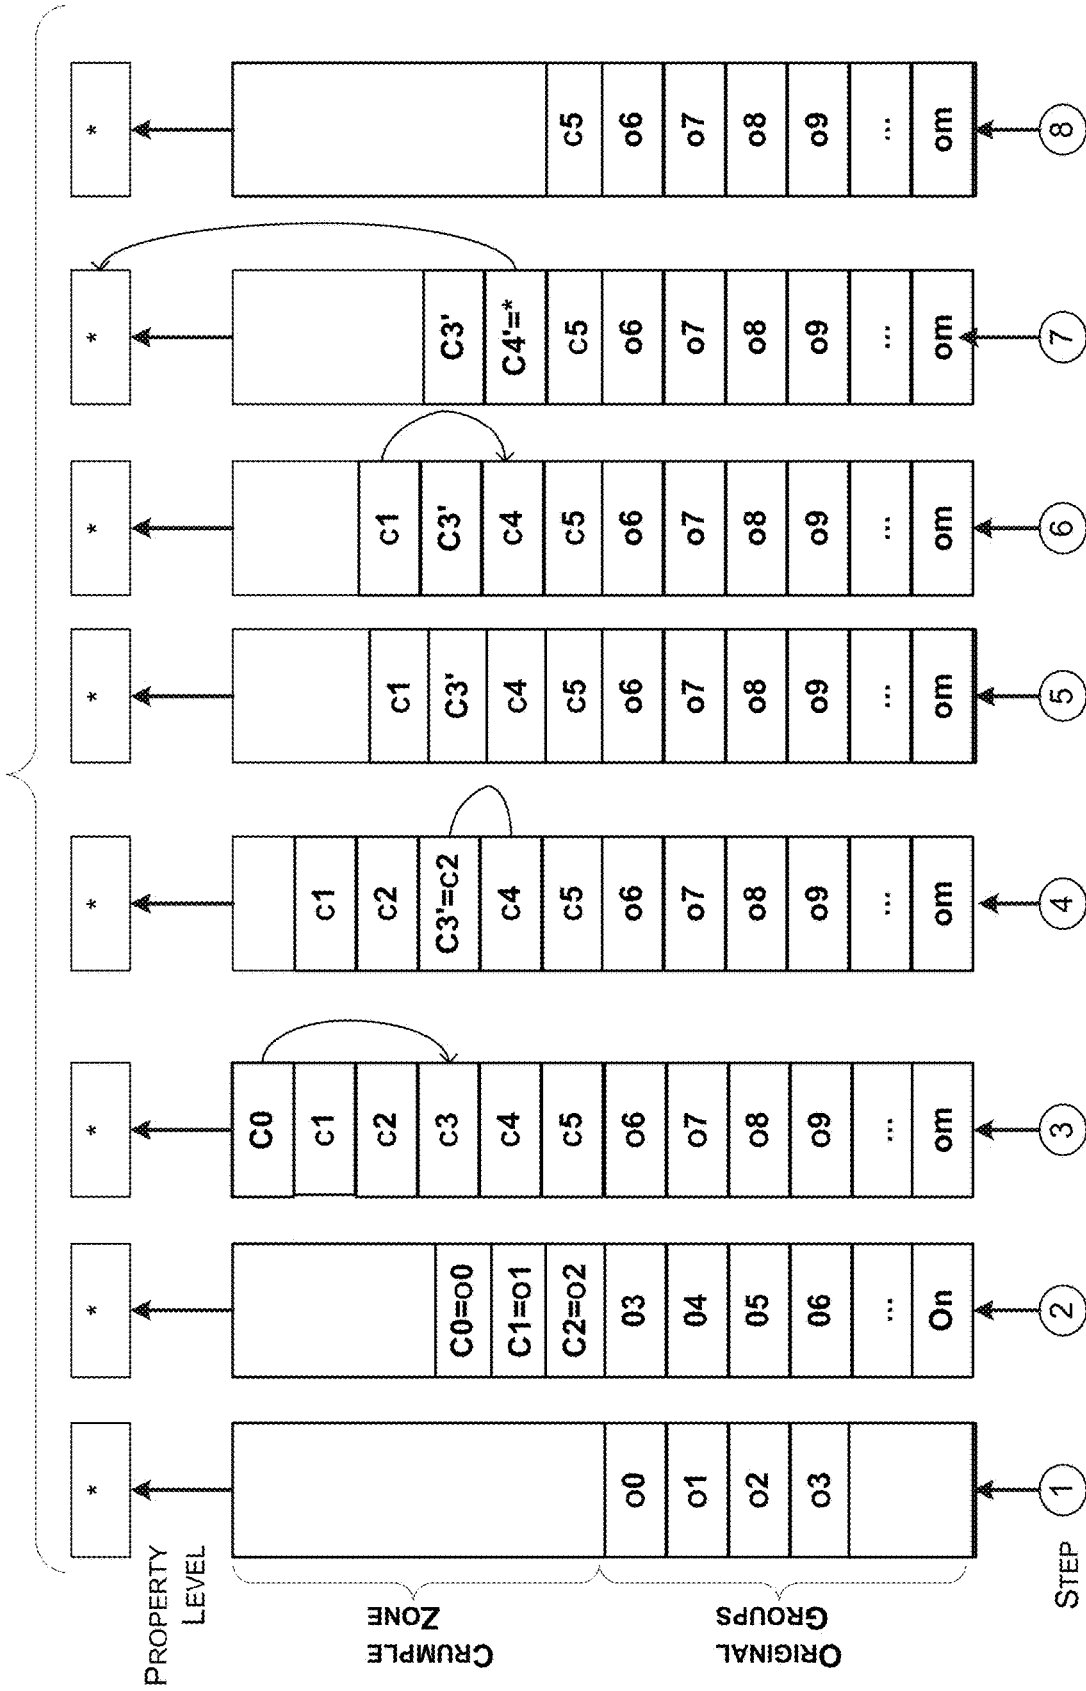 PROPERTY
LEVEL
CRUMPLE
ZONE
ORIGINAL
GROUPS
STEP
*
o0
o1
o2
o3
1
*
C0=o0
C1=o1
C2=o2
03
04
05
06
...
On
2
*
C0
c1
c2
c3
c4
c5
o6
o7
o8
o9
...
om
3
*
c1
c2
C3'=c2
c4
c5
o6
o7
o8
o9
...
om
4
*
c1
C3'
c4
c5
o6
o7
o8
o9
...
om
5
*
c1
C3'
c4
c5
o6
o7
o8
o9
...
om
6
*
C3'
C4'=*
c5
o6
o7
o8
o9
...
om
7
*
c5
o6
o7
o8
o9
...
om
8